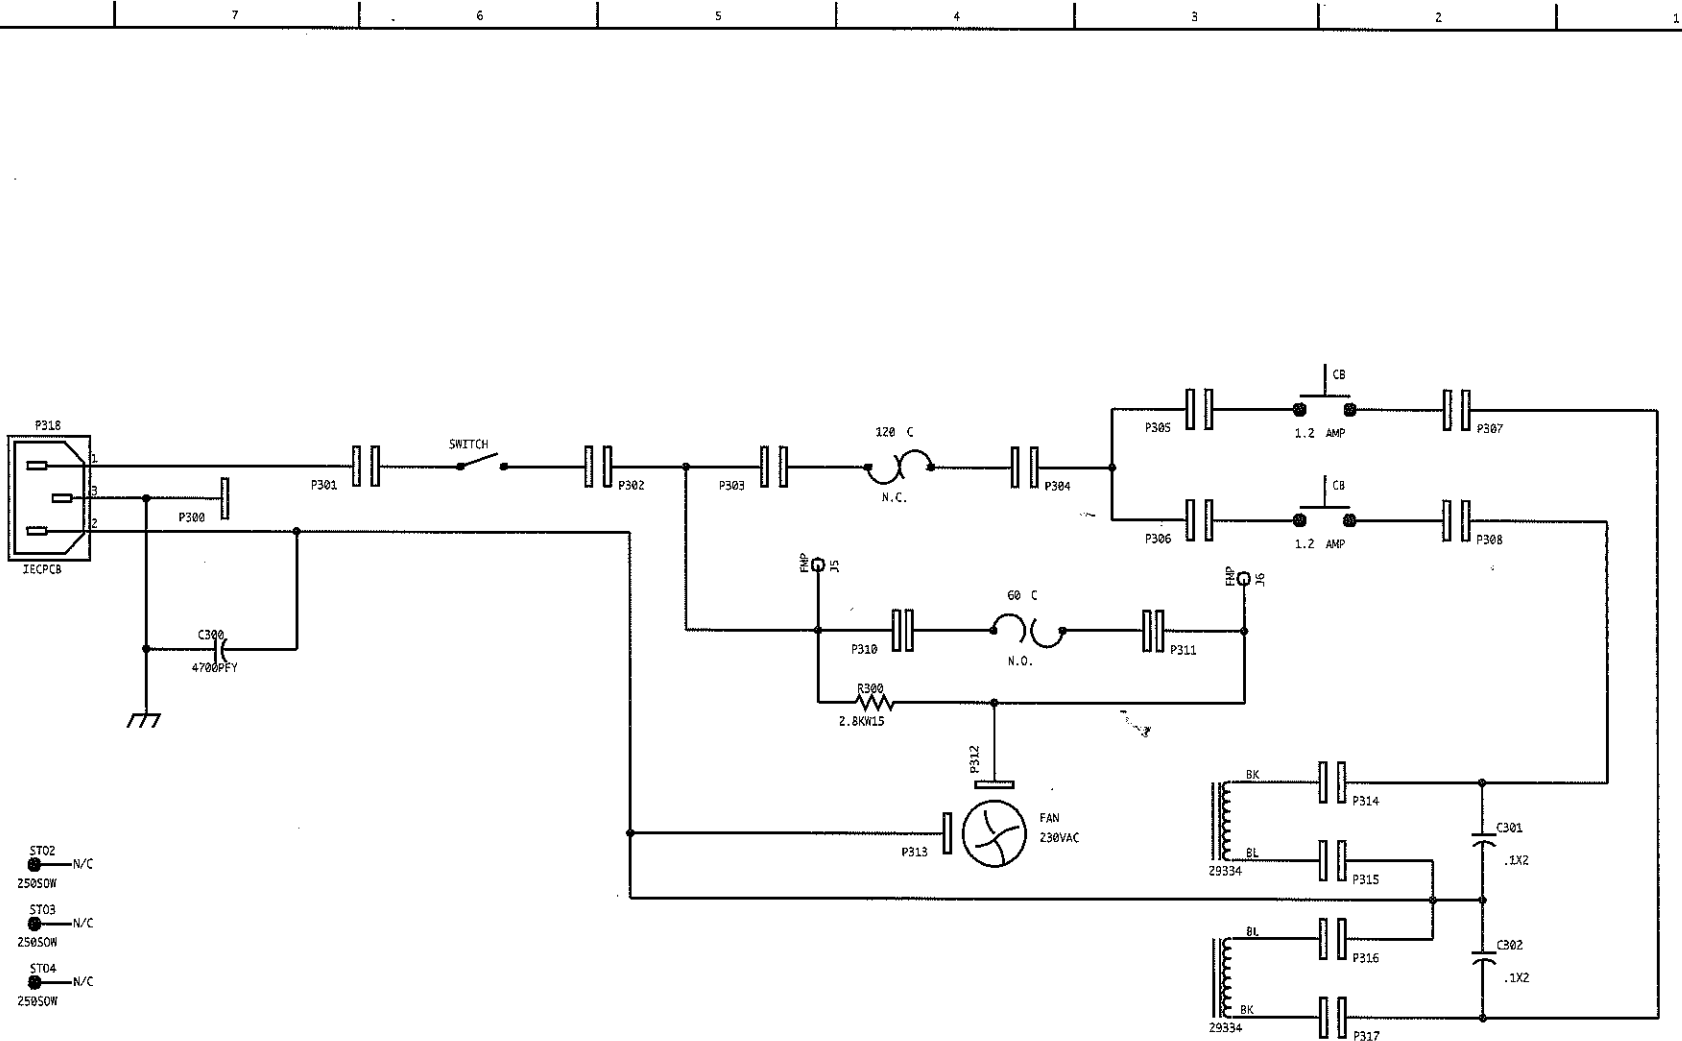 7 6 5 4 3 2 1
CB
P305 1.2 AMP P307
P318
SWITCH 120 C
1
P301 P302 P303 N.C. P304
CB
3
P300
2
P306 1.2 AMP P308
IECPCB
FMP J5
FMP J6
60 C
C300
4700PFY
P310 N.O. P311
R300
2.8KW15
P312
BK
P314
FAN
230VAC
P313
C301
.1X2
BL
29334
P315
STO2
N/C
250SOW
STO3
N/C
250SOW
BL
P316
C302
.1X2
STO4
N/C
250SOW
BK
29334
P317